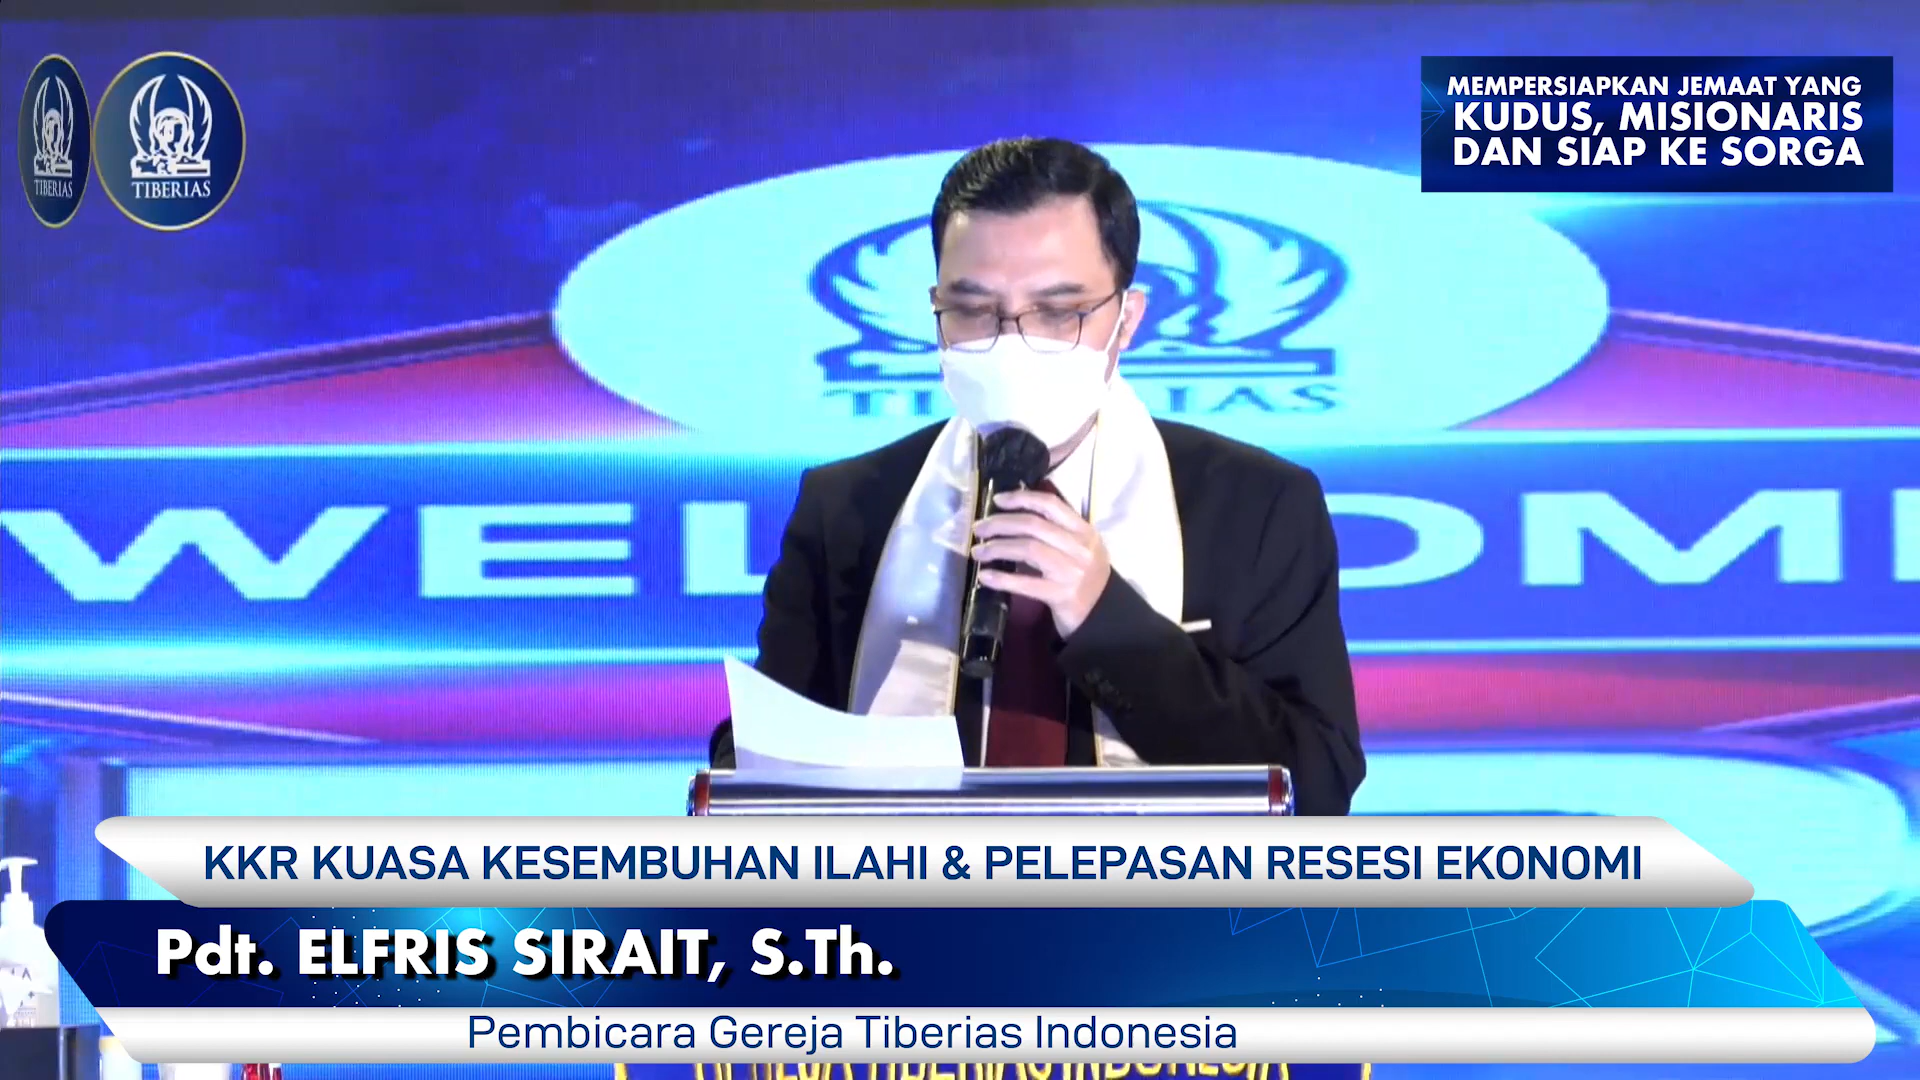 TIBERIAS
TIBERIAS
MEMPERSIAPKAN JEMAAT YANG
KUDUS, MISIONARIS
DAN SIAP KE SORGA
KKR KUASA KESEMBUHAN ILAHI & PELEPASAN RESESI EKONOMI
Pdt. ELFRIS SIRAIT, S.Th.
Pembicara Gereja Tiberias Indonesia